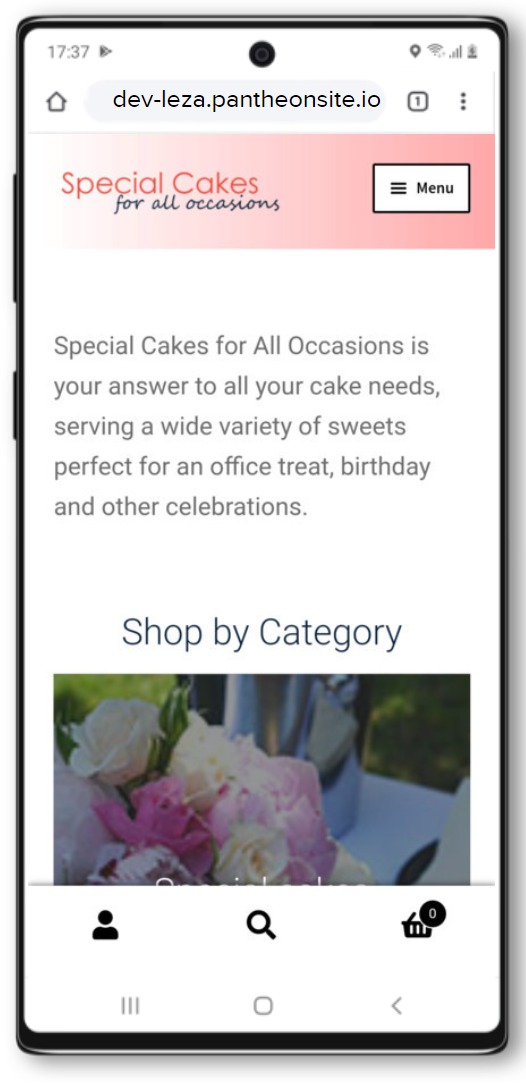 17:37
dev-leza.pantheonsite.io
1
Special Cakes
for all occasions
Menu
Special Cakes for All Occasions is
your answer to all your cake needs,
serving a wide variety of sweets
perfect for an office treat, birthday
and other celebrations.
Shop by Category
Special cakes
0